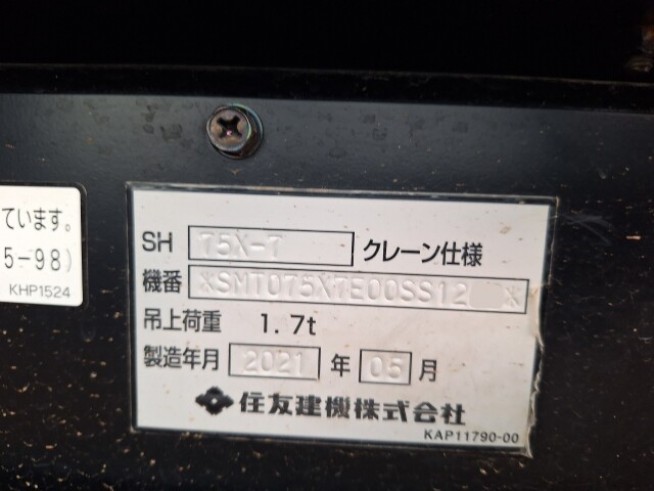 ています。
5-98)
KHP1524
SH 75X-7 クレーン仕様
機番 *SMT075X7E00SS12 *
吊上荷重 1.7t
製造年月 2021 年 05 月
住友建機株式会社
KAP11790-00